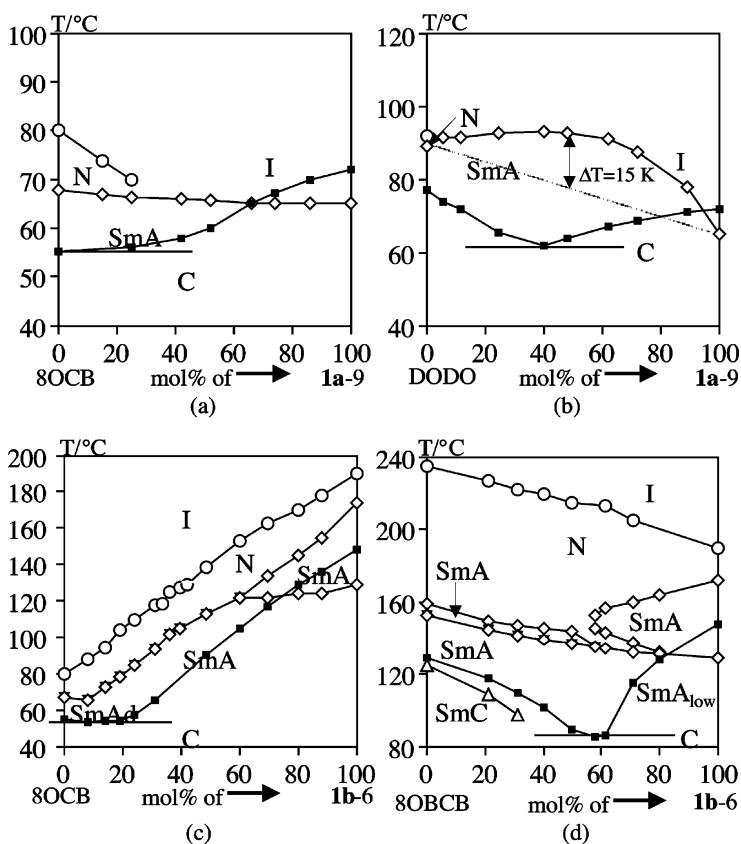 T/°C
100
90
80
70
60
50
40
N
I
SmA
C
0 20 40 60 80 100
8OCB mol% of 1a-9
(a)
T/°C
120
100
80
60
40
N
I
SmA
ΔT=15 K
C
0 20 40 60 80 100
DODO mol% of 1a-9
(b)
T/°C
200
180
160
140
120
100
80
60
40
I
N
SmA
SmA
SmAd
C
0 20 40 60 80 100
8OCB mol% of 1b-6
(c)
T/°C
240
200
160
120
80
I
N
SmA
SmA
SmA
SmAlow
SmC
C
0 20 40 60 80 100
8OBCB mol% of 1b-6
(d)